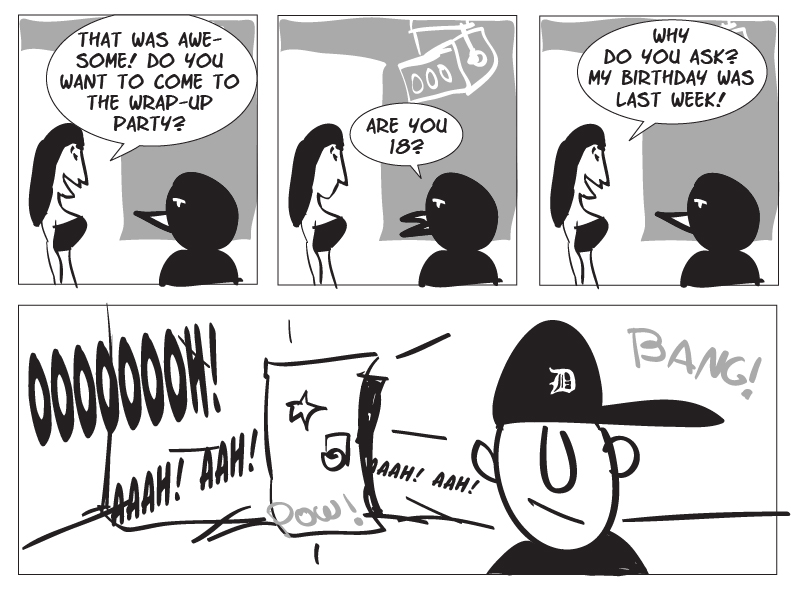 THAT WAS AWE-
SOME! DO YOU
WANT TO COME TO
THE WRAP-UP
PARTY?
000
ARE YOU
18?
WHY
DO YOU ASK?
MY BIRTHDAY WAS
LAST WEEK!
OOOOOOOH!
AAAH! AAH!
POW!
AAAH! AAH!
D
BANG!